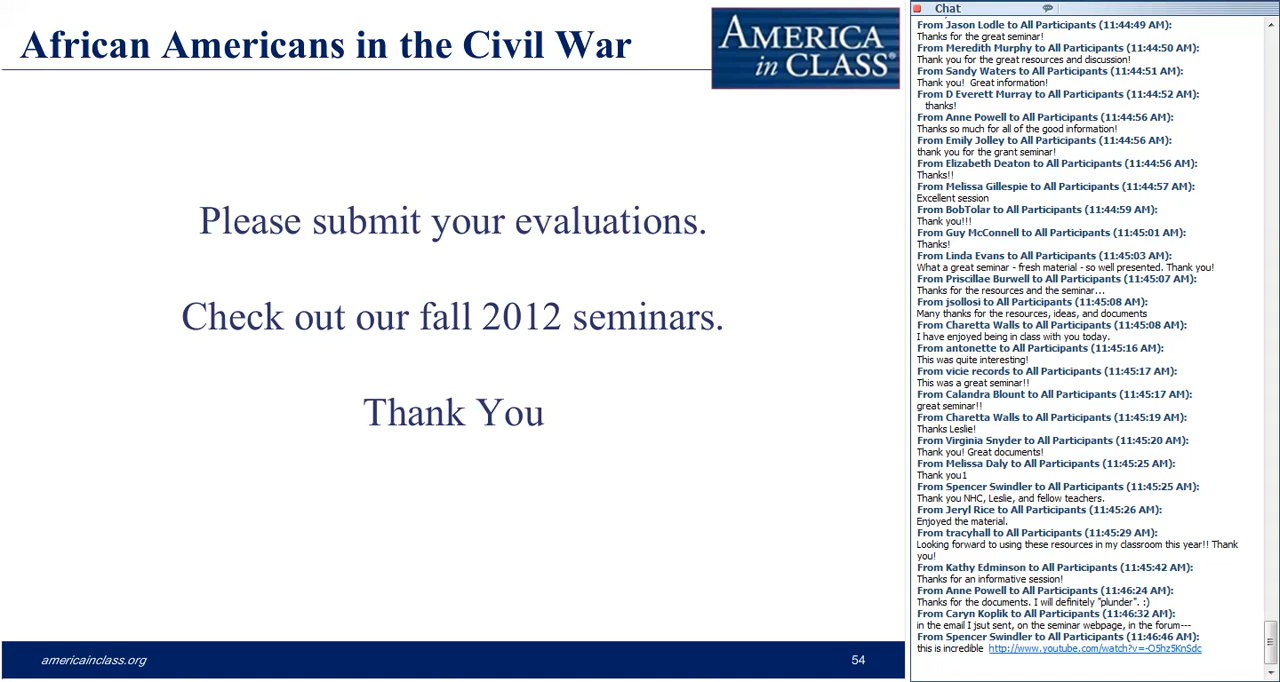 African Americans in the Civil War
AMERICA
in CLASS®
Please submit your evaluations.
Check out our fall 2012 seminars.
Thank You
americainclass.org
54
Chat
From Jason Lodle to All Participants (11:44:49 AM):
Thanks for the great seminar!
From Meredith Murphy to All Participants (11:44:50 AM):
Thank you for the great resources and discussion!
From Sandy Waters to All Participants (11:44:51 AM):
Thank you! Great information!
From D Everett Murray to All Participants (11:44:52 AM):
thanks!
From Anne Powell to All Participants (11:44:56 AM):
Thanks so much for all of the good information!
From Emily Jolley to All Participants (11:44:56 AM):
thank you for the grant seminar!
From Elizabeth Deaton to All Participants (11:44:56 AM):
Thanks!!
From Melissa Gillespie to All Participants (11:44:57 AM):
Excellent session
From BobTolar to All Participants (11:44:59 AM):
Thank you!!!
From Guy McConnell to All Participants (11:45:01 AM):
Thanks!
From Linda Evans to All Participants (11:45:03 AM):
What a great seminar - fresh material - so well presented. Thank you!
From Priscillae Burwell to All Participants (11:45:07 AM):
Thanks for the resources and the seminar...
From jsollosi to All Participants (11:45:08 AM):
Many thanks for the resources, ideas, and documents
From Charetta Walls to All Participants (11:45:08 AM):
I have enjoyed being in class with you today.
From antonette to All Participants (11:45:16 AM):
This was quite interesting!
From vicie records to All Participants (11:45:17 AM):
This was a great seminar!!
From Calandra Blount to All Participants (11:45:17 AM):
great seminar!!
From Charetta Walls to All Participants (11:45:19 AM):
Thanks Leslie!
From Virginia Snyder to All Participants (11:45:20 AM):
Thank you! Great documents!
From Melissa Daly to All Participants (11:45:25 AM):
Thank you1
From Spencer Swindler to All Participants (11:45:25 AM):
Thank you NHC, Leslie, and fellow teachers.
From Jeryl Rice to All Participants (11:45:26 AM):
Enjoyed the material.
From tracyhall to All Participants (11:45:29 AM):
Looking forward to using these resources in my classroom this year!! Thank
you!
From Kathy Edminson to All Participants (11:45:42 AM):
Thanks for an informative session!
From Anne Powell to All Participants (11:46:24 AM):
Thanks for the documents. I will definitely "plunder". :)
From Caryn Koplik to All Participants (11:46:32 AM):
in the email I jsut sent, on the seminar webpage, in the forum---
From Spencer Swindler to All Participants (11:46:46 AM):
this is incredible http://www.youtube.com/watch?v=-O5hz5KnSdc